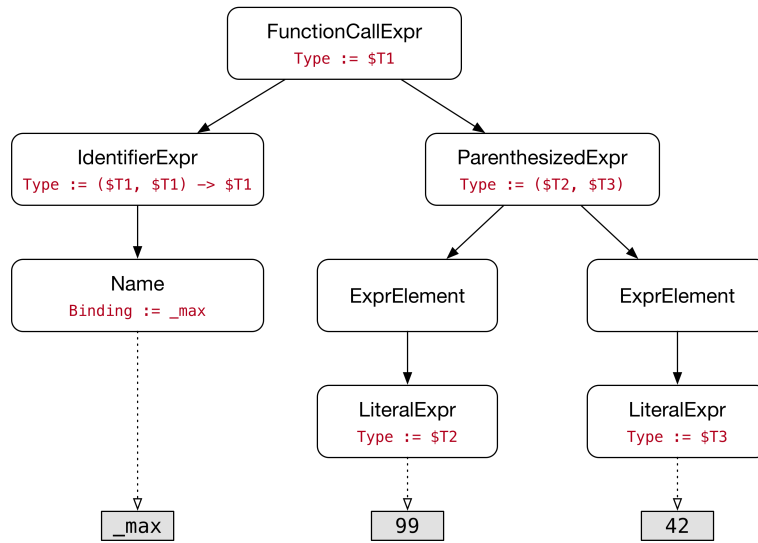 FunctionCallExpr
Type := $T1
IdentifierExpr
Type := ($T1, $T1) -> $T1
ParenthesizedExpr
Type := ($T2, $T3)
Name
Binding := _max
ExprElement
ExprElement
LiteralExpr
Type := $T2
LiteralExpr
Type := $T3
_max
99
42